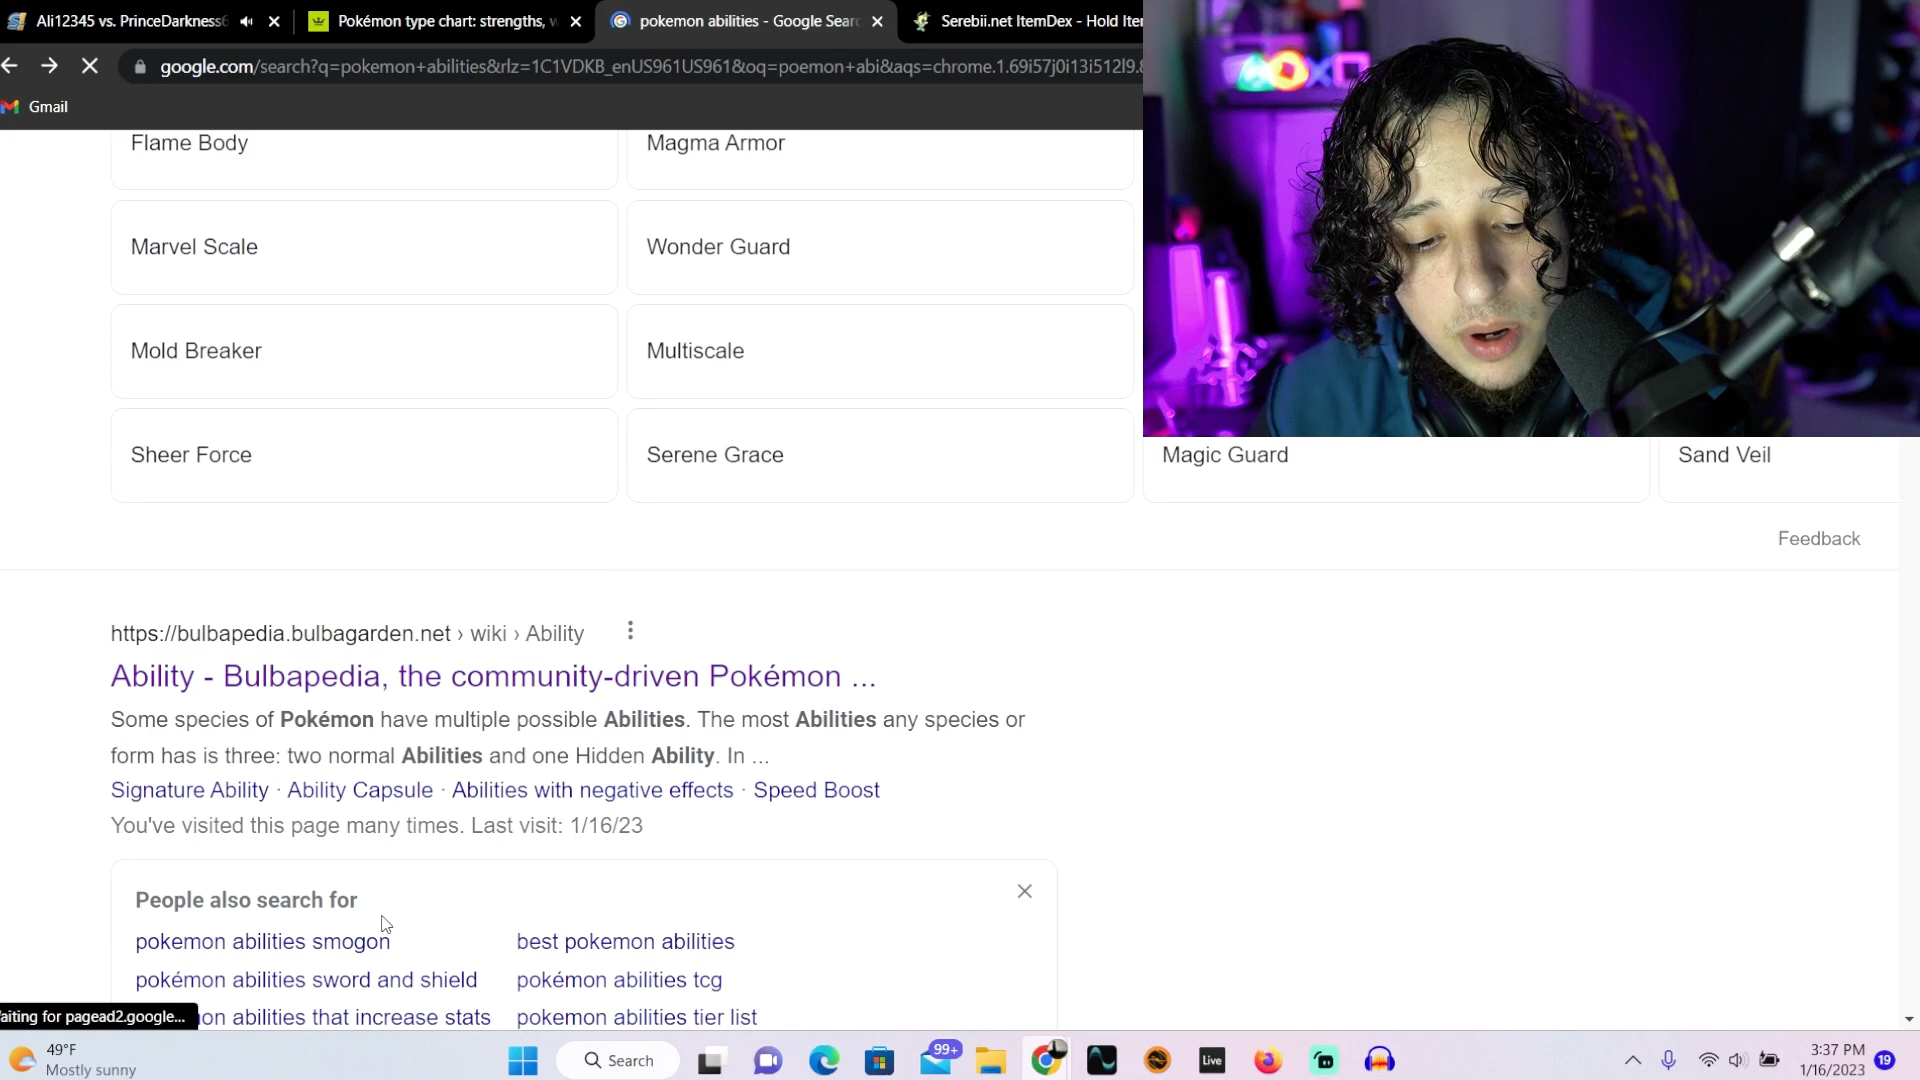 Ali12345 vs. PrinceDarkness6
Pokémon type chart: strengths, w
pokemon abilities - Google Sear
Serebii.net ItemDex - Hold Iter
google.com/search?q=pokemon+abilities&rlz=1C1VDKB_enUS961US961&oq=poemon+abi&aqs=chrome.1.69i57j0i13i512l9.8
Gmail
Flame Body
Magma Armor
Marvel Scale
Wonder Guard
Mold Breaker
Multiscale
Sheer Force
Serene Grace
Magic Guard
Sand Veil
Feedback
https://bulbapedia.bulbagarden.net › wiki › Ability
Ability - Bulbapedia, the community-driven Pokémon ...
Some species of Pokémon have multiple possible Abilities. The most Abilities any species or
form has is three: two normal Abilities and one Hidden Ability. In ...
Signature Ability · Ability Capsule · Abilities with negative effects · Speed Boost
You've visited this page many times. Last visit: 1/16/23
People also search for
pokemon abilities smogon
best pokemon abilities
pokémon abilities sword and shield
pokémon abilities tcg
on abilities that increase stats
pokemon abilities tier list
aiting for pagead2.google...
49°F
Mostly sunny
Search
99+
Live
3:37 PM
1/16/2023
19